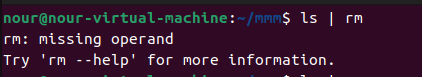 nour@nour-virtual-machine:~/mmm$ ls | rm
rm: missing operand
Try 'rm --help' for more information.